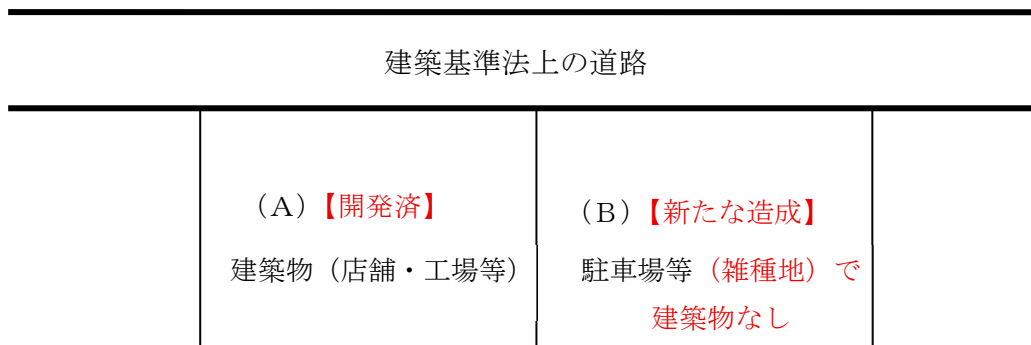 建築基準法上の道路
（A）【開発済】
建築物（店舗・工場等）
（B）【新たな造成】
駐車場等（雑種地）で
建築物なし